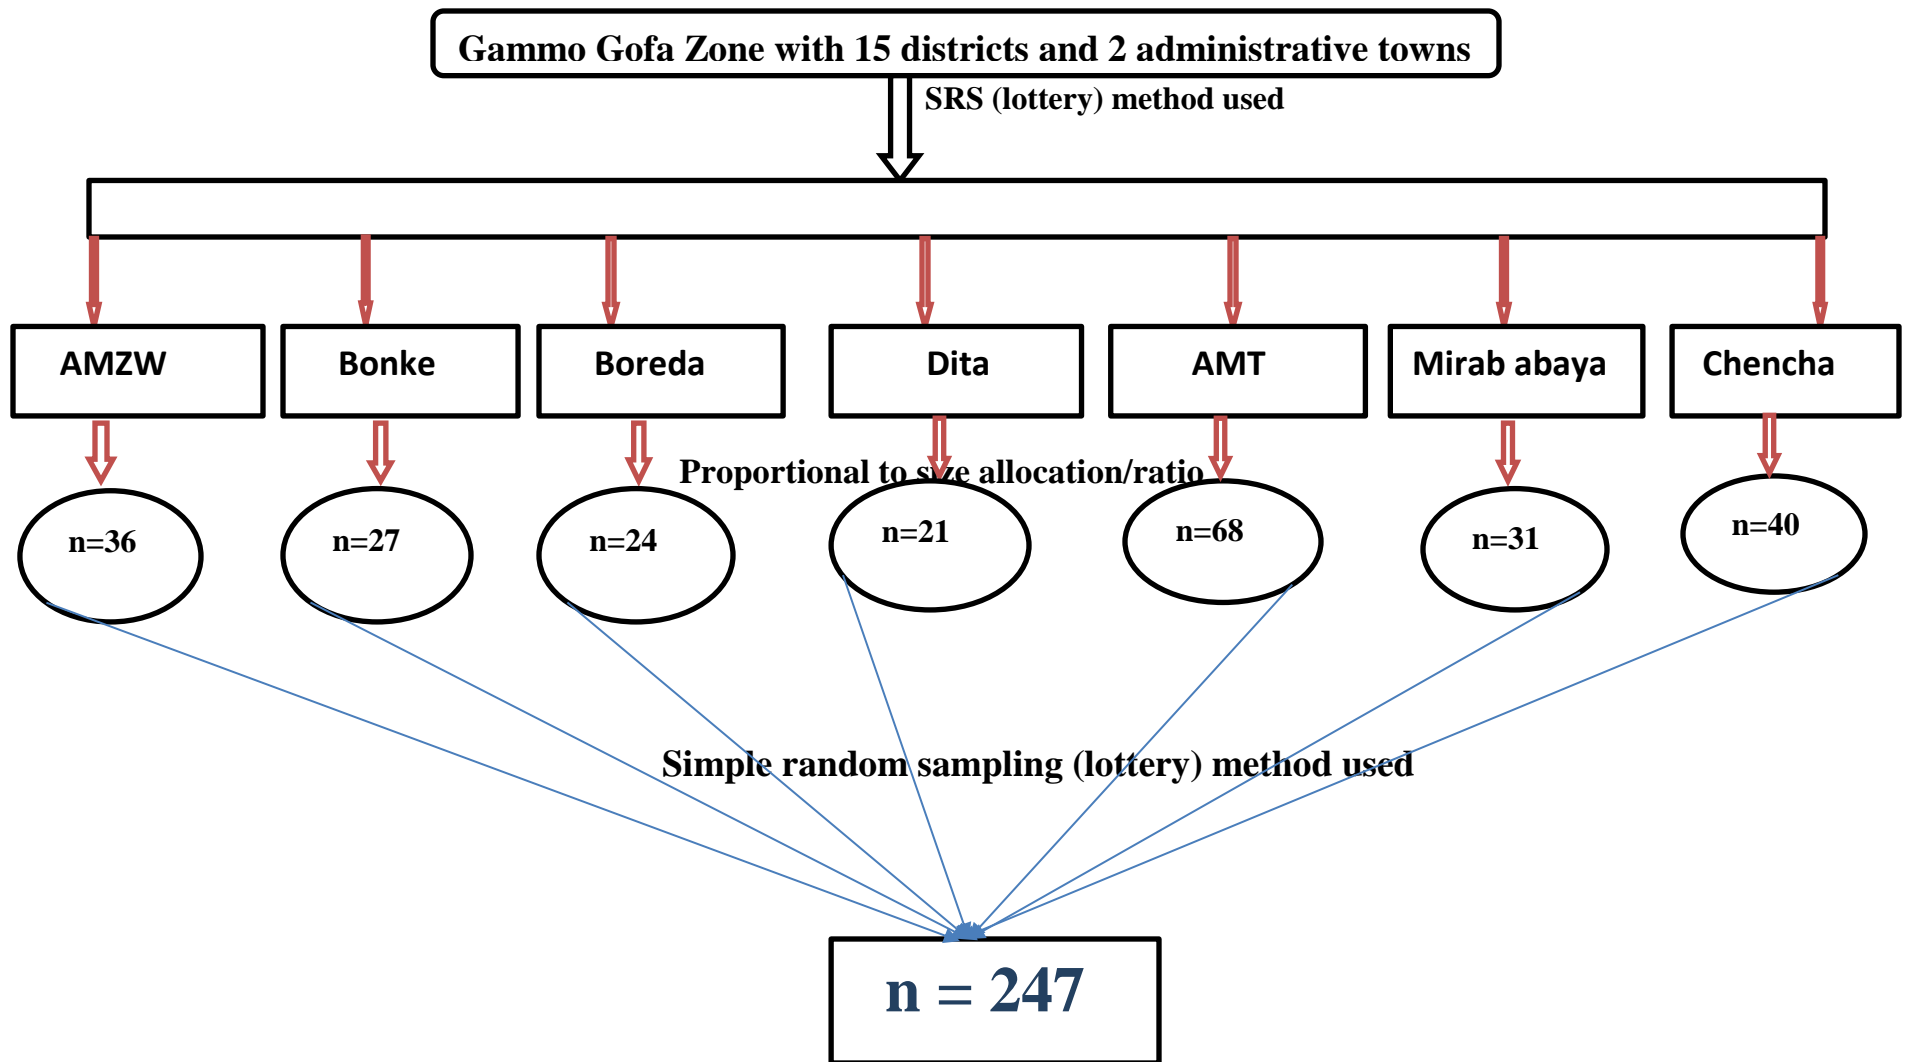 Gammo Gofa Zone with 15 districts and 2 administrative towns
SRS (lottery) method used
AMZW
Bonke
Boreda
Dita
AMT
Mirab abaya
Chencha
Proportional to size allocation/ratio
n=36
n=27
n=24
n=21
n=68
n=31
n=40
Simple random sampling (lottery) method used
n = 247